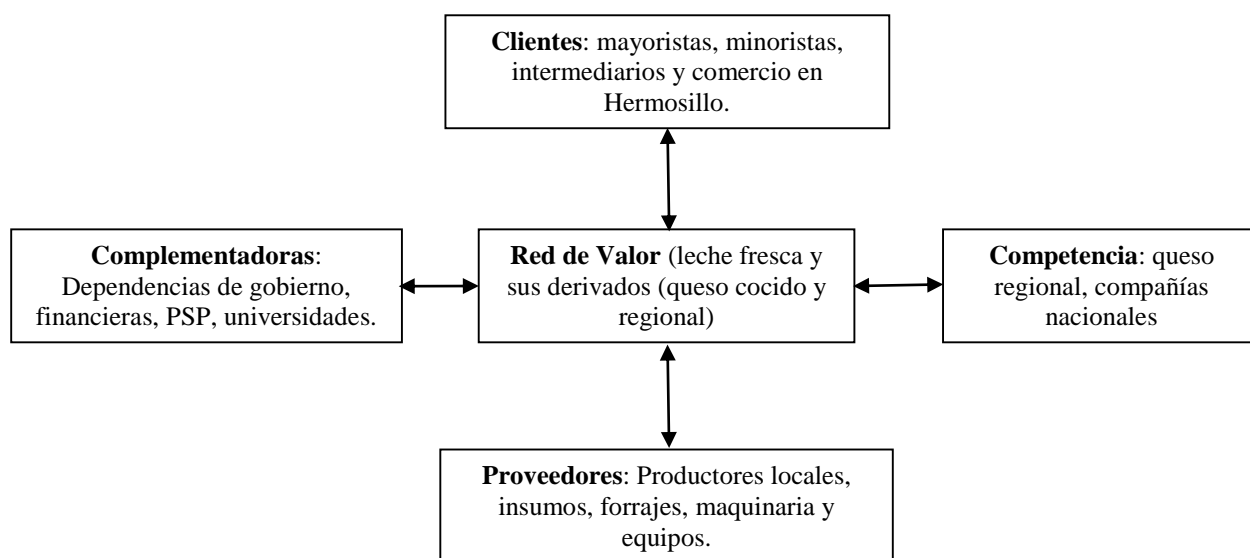 Clientes: mayoristas, minoristas,
intermediarios y comercio en
Hermosillo.
Complementadoras:
Dependencias de gobierno,
financieras, PSP, universidades.
Red de Valor (leche fresca y
sus derivados (queso cocido y
regional)
Competencia: queso
regional, compañías
nacionales
Proveedores: Productores locales,
insumos, forrajes, maquinaria y
equipos.